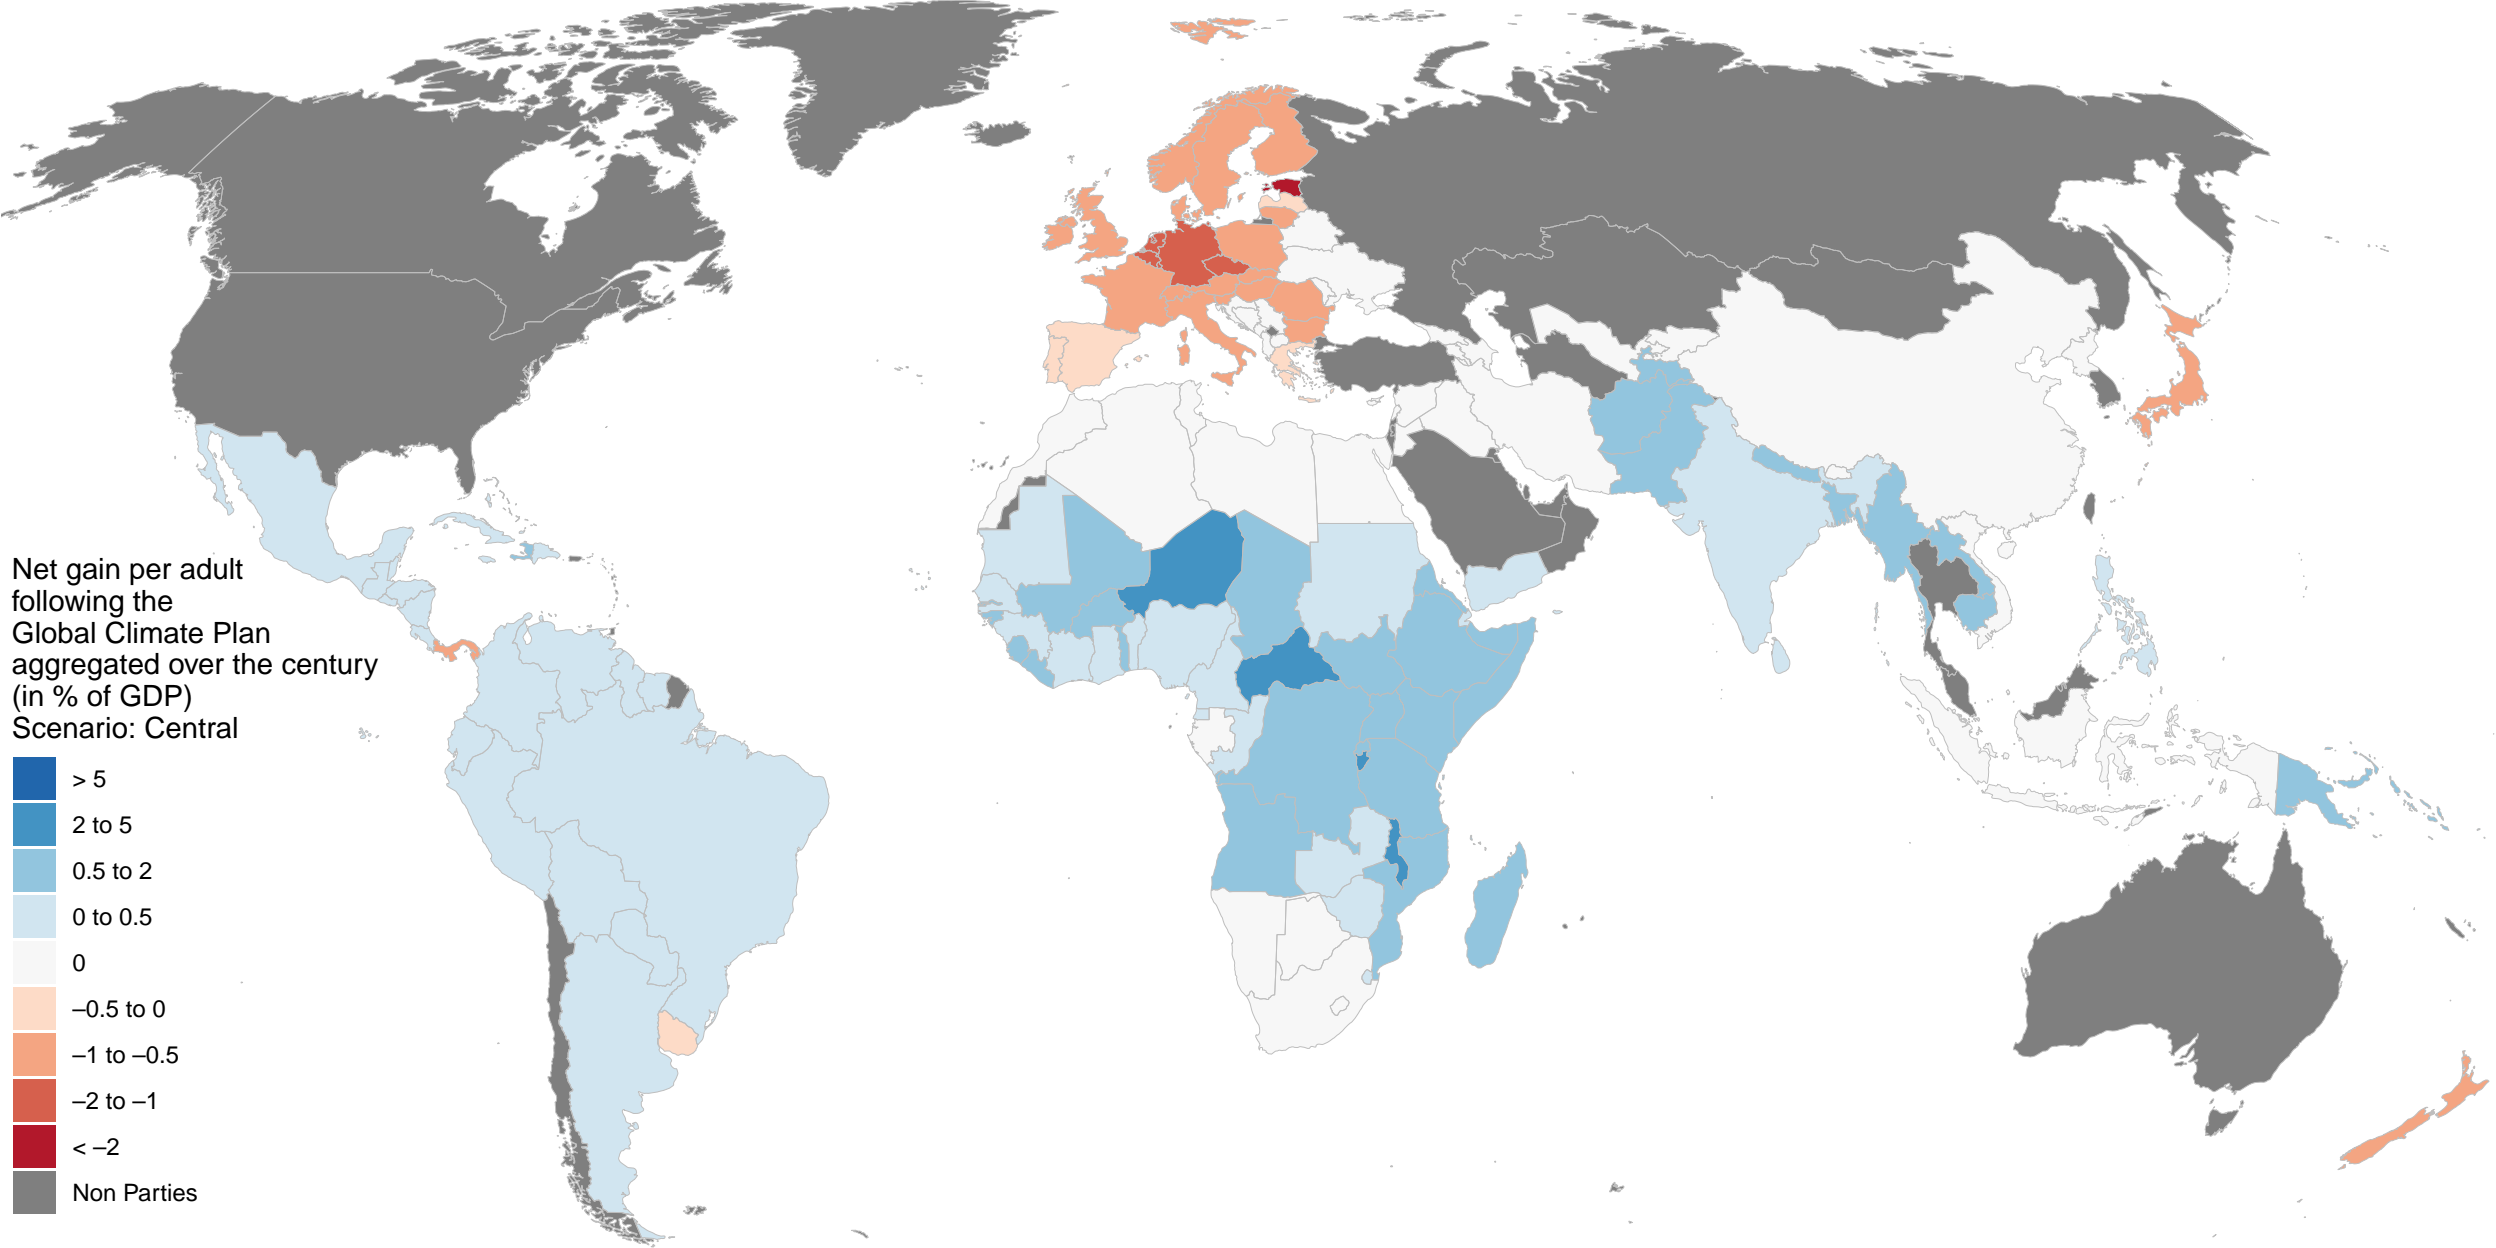 Net gain per adult
following the
Global Climate Plan
aggregated over the century
(in % of GDP)
Scenario: Central
> 5
2 to 5
0.5 to 2
0 to 0.5
0
–0.5 to 0
–1 to –0.5
–2 to –1
< –2
Non Parties